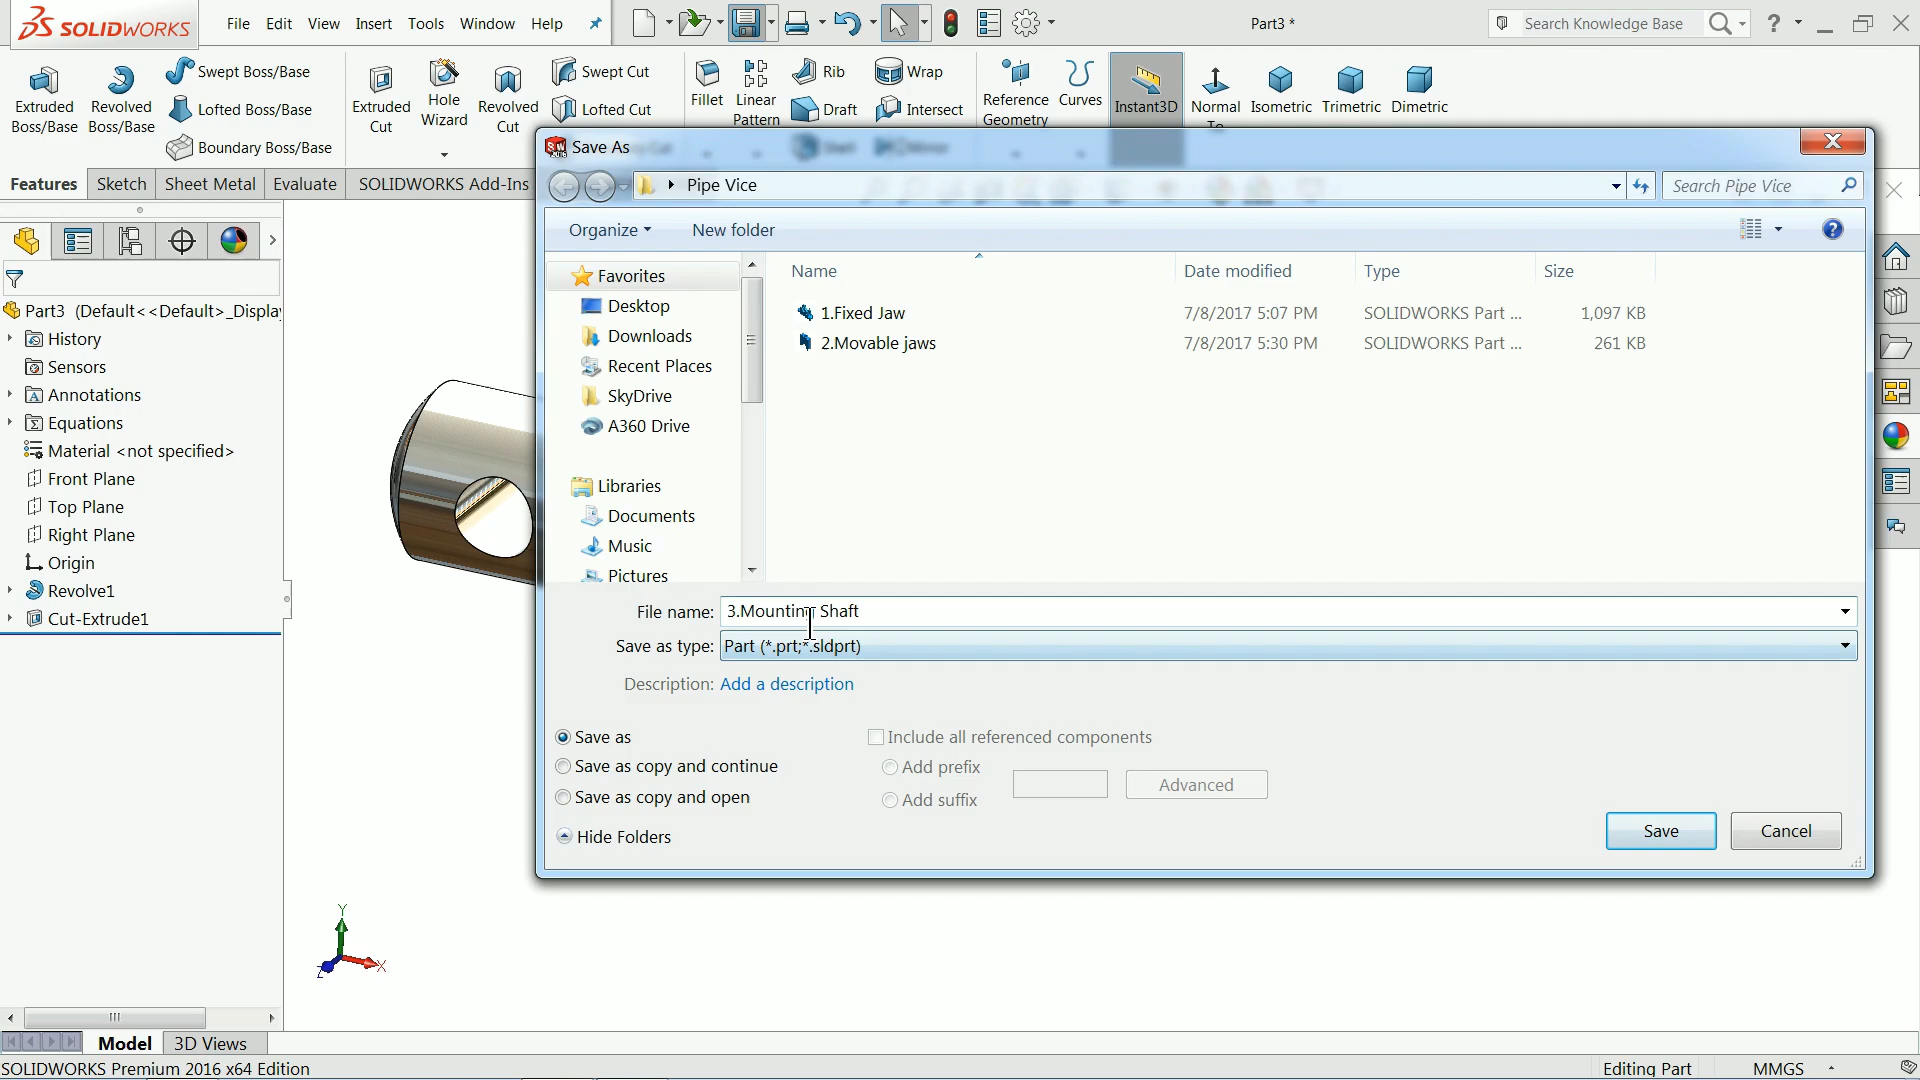 SOLIDWORKS File Edit View Insert Tools Window Help Part3 * Search Knowledge Base ?
Extruded Boss/Base
Revolved Boss/Base
Swept Boss/Base
Lofted Boss/Base
Boundary Boss/Base
Extruded Cut
Hole Wizard
Revolved Cut
Swept Cut
Lofted Cut
Fillet
Linear Pattern
Rib
Draft
Wrap
Intersect
Reference Geometry
Curves
Instant3D
Normal To
Isometric
Trimetric
Dimetric
Features Sketch Sheet Metal Evaluate SOLIDWORKS Add-Ins
Part3 (Default<<Default>_Displa
History
Sensors
Annotations
Equations
Material <not specified>
Front Plane
Top Plane
Right Plane
Origin
Revolve1
Cut-Extrude1
Save As
Pipe Vice Search Pipe Vice
Organize New folder
Favorites
Desktop
Downloads
Recent Places
SkyDrive
A360 Drive
Libraries
Documents
Music
Pictures
Name Date modified Type Size
1.Fixed Jaw 7/8/2017 5:07 PM SOLIDWORKS Part ... 1,097 KB
2.Movable jaws 7/8/2017 5:30 PM SOLIDWORKS Part ... 261 KB
File name: 3.Mounting Shaft
Save as type: Part (*.prt;*.sldprt)
Description: Add a description
Save as
Save as copy and continue
Save as copy and open
Include all referenced components
Add prefix
Add suffix
Advanced
Hide Folders
Save Cancel
Y
X
Z
Model 3D Views
SOLIDWORKS Premium 2016 x64 Edition Editing Part MMGS